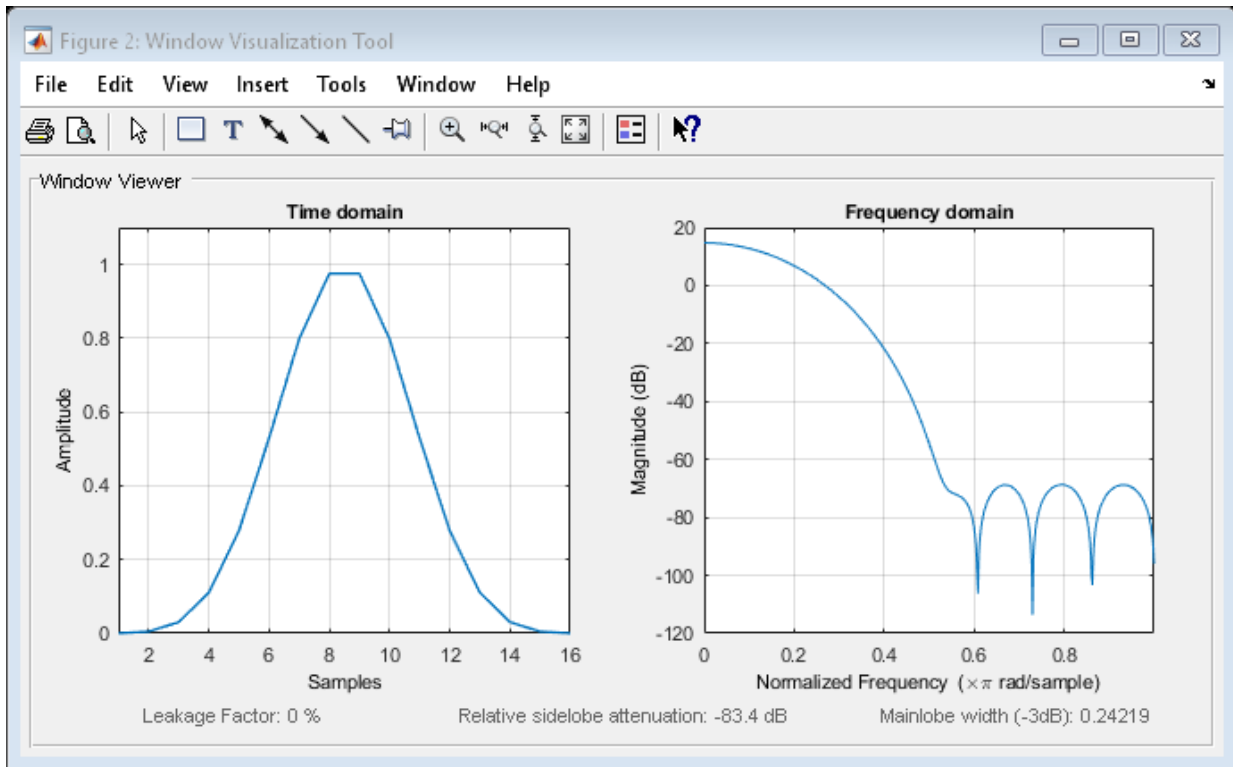 Figure 2: Window Visualization Tool
File Edit View Insert Tools Window Help
T
?
Window Viewer
Time domain
1
0.8
0.6
0.4
0.2
0
Amplitude
2 4 6 8 10 12 14 16
Samples
Frequency domain
20
0
-20
-40
-60
-80
-100
-120
Magnitude (dB)
0 0.2 0.4 0.6 0.8
Normalized Frequency (×π rad/sample)
Leakage Factor: 0 % Relative sidelobe attenuation: -83.4 dB Mainlobe width (-3dB): 0.24219